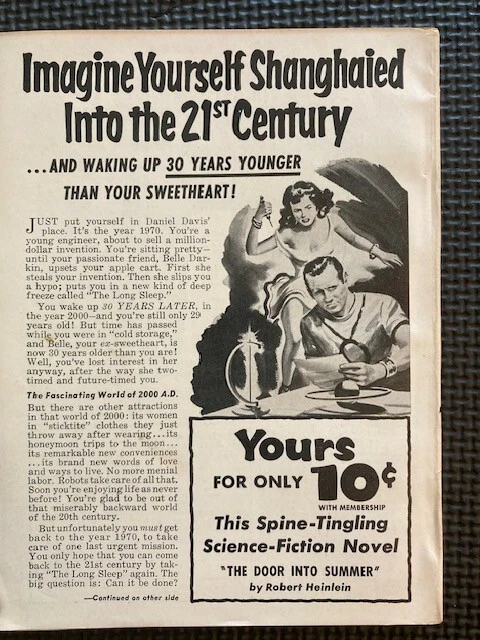 Imagine Yourself Shanghaied
Into the 21ST Century
...AND WAKING UP 30 YEARS YOUNGER
THAN YOUR SWEETHEART!
JUST put yourself in Daniel Davis'
place. It's the year 1970. You're a
young engineer, about to sell a million-
dollar invention. You're sitting pretty—
until your passionate friend, Belle Dar-
kin, upsets your apple cart. First she
steals your invention. Then she slips you
a hypo; puts you in a new kind of deep
freeze called "The Long Sleep."
You wake up 30 YEARS LATER, in
the year 2000—and you're still only 29
years old! But time has passed
while you were in "cold storage,"
and Belle, your ex-sweetheart, is
now 30 years older than you are!
Well, you've lost interest in her
anyway, after the way she two-
timed and future-timed you.
The Fascinating World of 2000 A.D.
But there are other attractions
in that world of 2000: its women
in "sticktite" clothes they just
throw away after wearing...its
honeymoon trips to the moon...
its remarkable new conveniences
...its brand new words of love
and ways to live. No more menial
labor. Robots take care of all that.
Soon you're enjoying life as never
before! You're glad to be out of
that miserably backward world
of the 20th century.
But unfortunately you must get
back to the year 1970, to take
care of one last urgent mission.
You only hope that you can come
back to the 21st century by tak-
ing "The Long Sleep" again. The
big question is: Can it be done?
—Continued on other side
Yours
FOR ONLY 10¢
WITH MEMBERSHIP
This Spine-Tingling
Science-Fiction Novel
"THE DOOR INTO SUMMER"
by Robert Heinlein